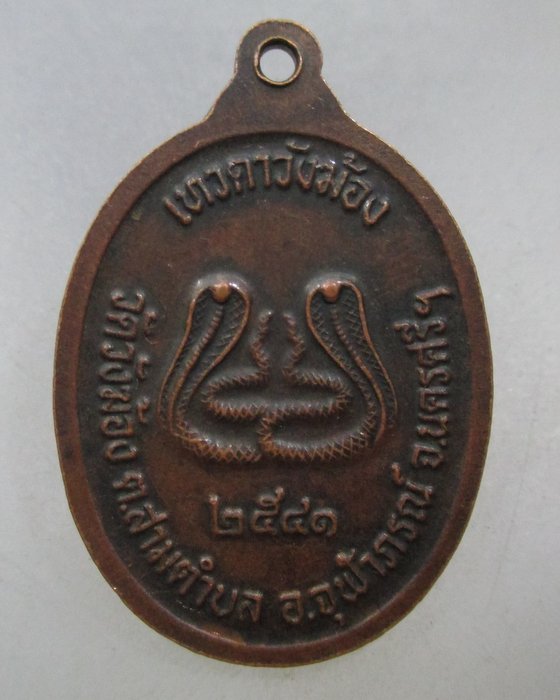 เทวดาวังฆ้อง
๒๕๔๑
วัดวังฆ้อง ต.สามตำบล อ.จุฬาภรณ์ จ.นครศรีฯ